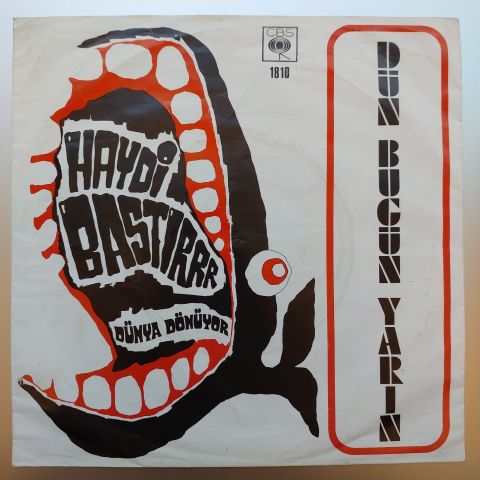 CBS
1810
HAYDİ
BASTIRRR
DÜNYA DÖNÜYOR
DÜN BUGÜN YARIN